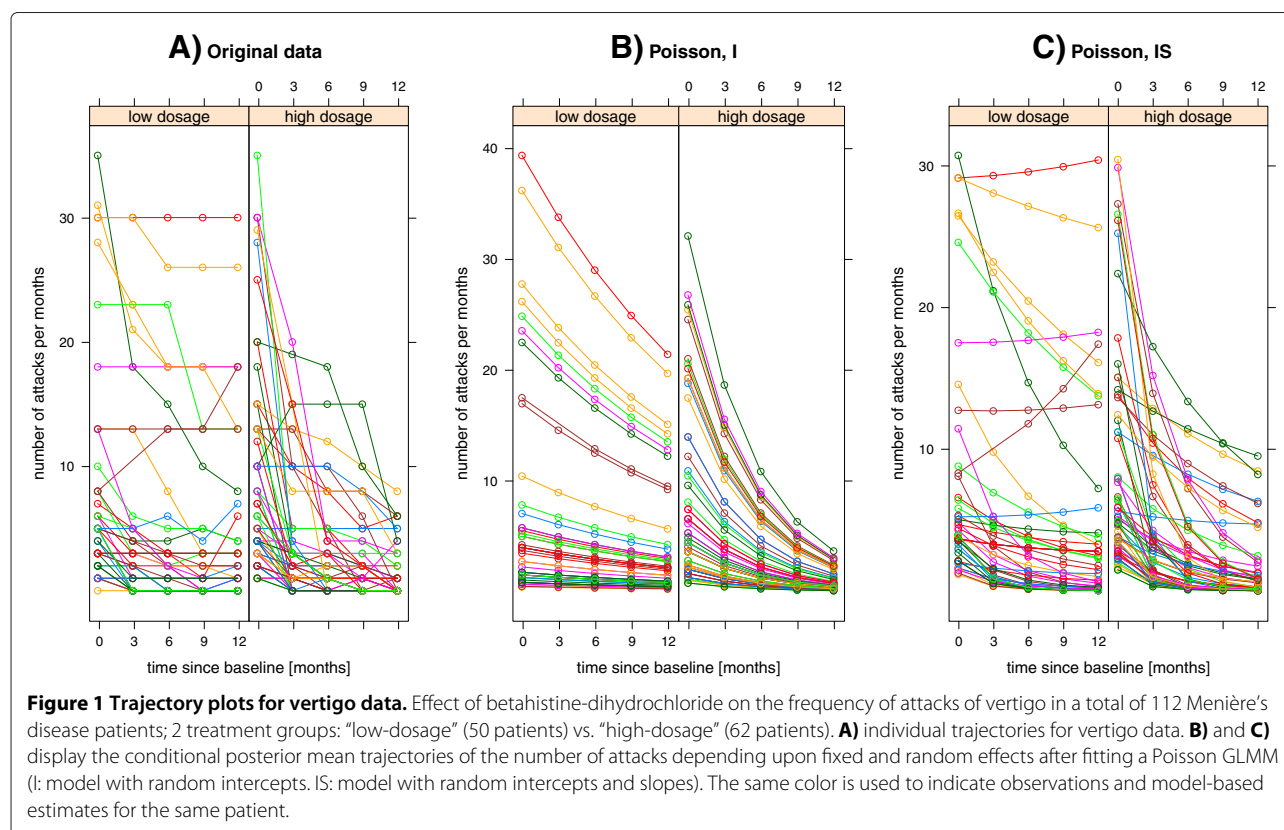 A) Original data
0 3 6 9 12
low dosage high dosage
30
20
10
number of attacks per months
0 3 6 9 12
0 3 6 9 12
time since baseline [months]
B) Poisson, I
0 3 6 9 12
low dosage high dosage
40
30
20
10
number of attacks per months
0 3 6 9 12
time since baseline [months]
C) Poisson, IS
0 3 6 9 12
low dosage high dosage
30
20
10
number of attacks per months
0 3 6 9 12
time since baseline [months]
Figure 1 Trajectory plots for vertigo data. Effect of betahistine-dihydrochloride on the frequency of attacks of vertigo in a total of 112 Menière's
disease patients; 2 treatment groups: "low-dosage" (50 patients) vs. "high-dosage" (62 patients). A) individual trajectories for vertigo data. B) and C)
display the conditional posterior mean trajectories of the number of attacks depending upon fixed and random effects after fitting a Poisson GLMM
(I: model with random intercepts. IS: model with random intercepts and slopes). The same color is used to indicate observations and model-based
estimates for the same patient.